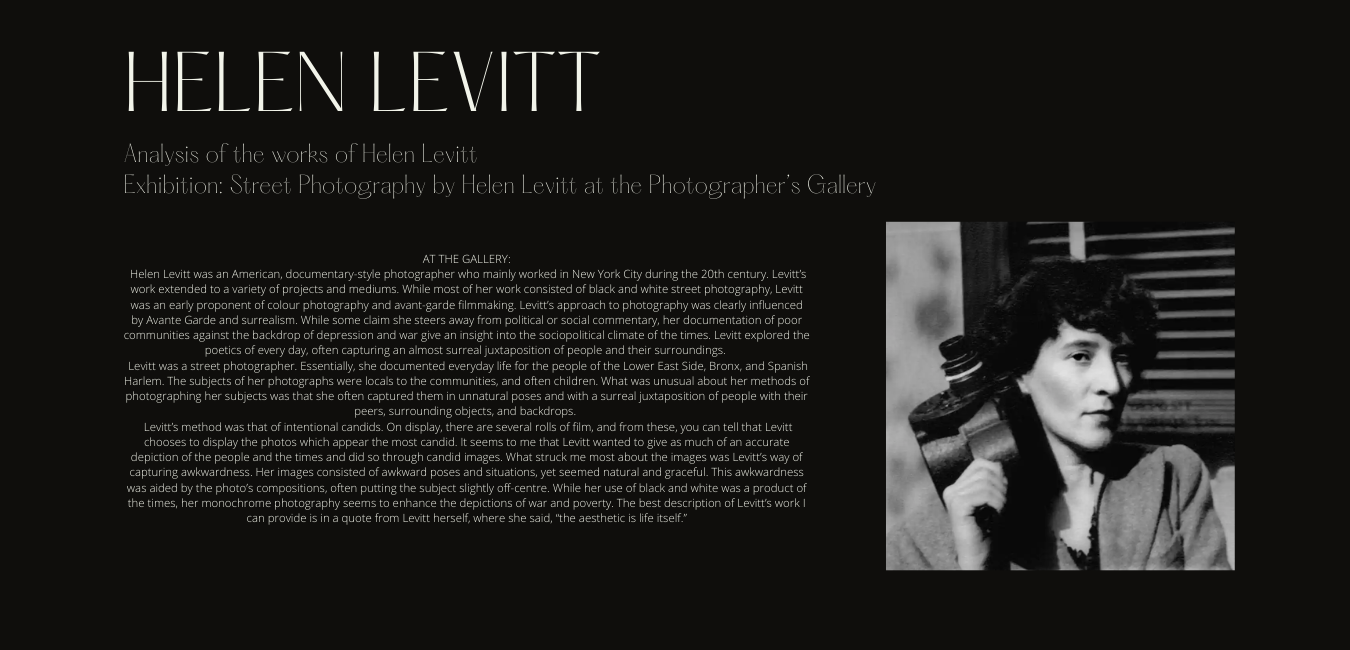 HELEN LEVITT
Analysis of the works of Helen Levitt
Exhibition: Street Photography by Helen Levitt at the Photographer's Gallery
AT THE GALLERY:
Helen Levitt was an American, documentary-style photographer who mainly worked in New York City during the 20th century. Levitt's
work extended to a variety of projects and mediums. While most of her work consisted of black and white street photography, Levitt
was an early proponent of colour photography and avant-garde filmmaking. Levitt's approach to photography was clearly influenced
by Avante Garde and surrealism. While some claim she steers away from political or social commentary, her documentation of poor
communities against the backdrop of depression and war give an insight into the sociopolitical climate of the times. Levitt explored the
poetics of every day, often capturing an almost surreal juxtaposition of people and their surroundings.
Levitt was a street photographer. Essentially, she documented everyday life for the people of the Lower East Side, Bronx, and Spanish
Harlem. The subjects of her photographs were locals to the communities, and often children. What was unusual about her methods of
photographing her subjects was that she often captured them in unnatural poses and with a surreal juxtaposition of people with their
peers, surrounding objects, and backdrops.
Levitt's method was that of intentional candids. On display, there are several rolls of film, and from these, you can tell that Levitt
chooses to display the photos which appear the most candid. It seems to me that Levitt wanted to give as much of an accurate
depiction of the people and the times and did so through candid images. What struck me most about the images was Levitt's way of
capturing awkwardness. Her images consisted of awkward poses and situations, yet seemed natural and graceful. This awkwardness
was aided by the photo's compositions, often putting the subject slightly off-centre. While her use of black and white was a product of
the times, her monochrome photography seems to enhance the depictions of war and poverty. The best description of Levitt's work I
can provide is in a quote from Levitt herself, where she said, "the aesthetic is life itself."